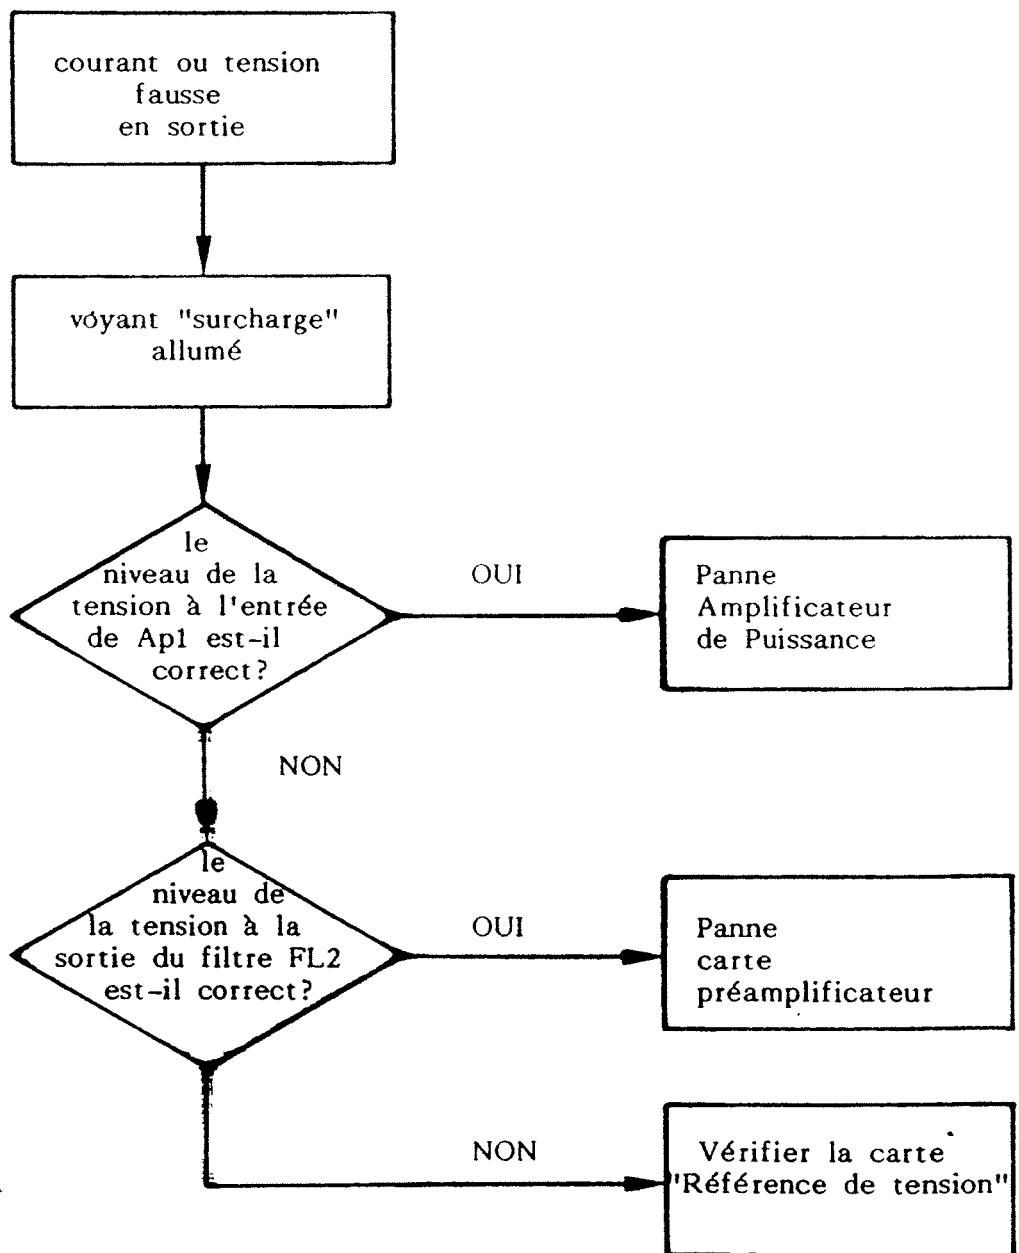 courant ou tension
fausse
en sortie
voyant "surcharge"
allumé
le
niveau de la
tension à l'entrée
de Ap1 est-il
correct?
OUI
Panne
Amplificateur
de Puissance
NON
le
niveau de
la tension à la
sortie du filtre FL2
est-il correct?
OUI
Panne
carte
préamplificateur
NON
Vérifier la carte
"Référence de tension"